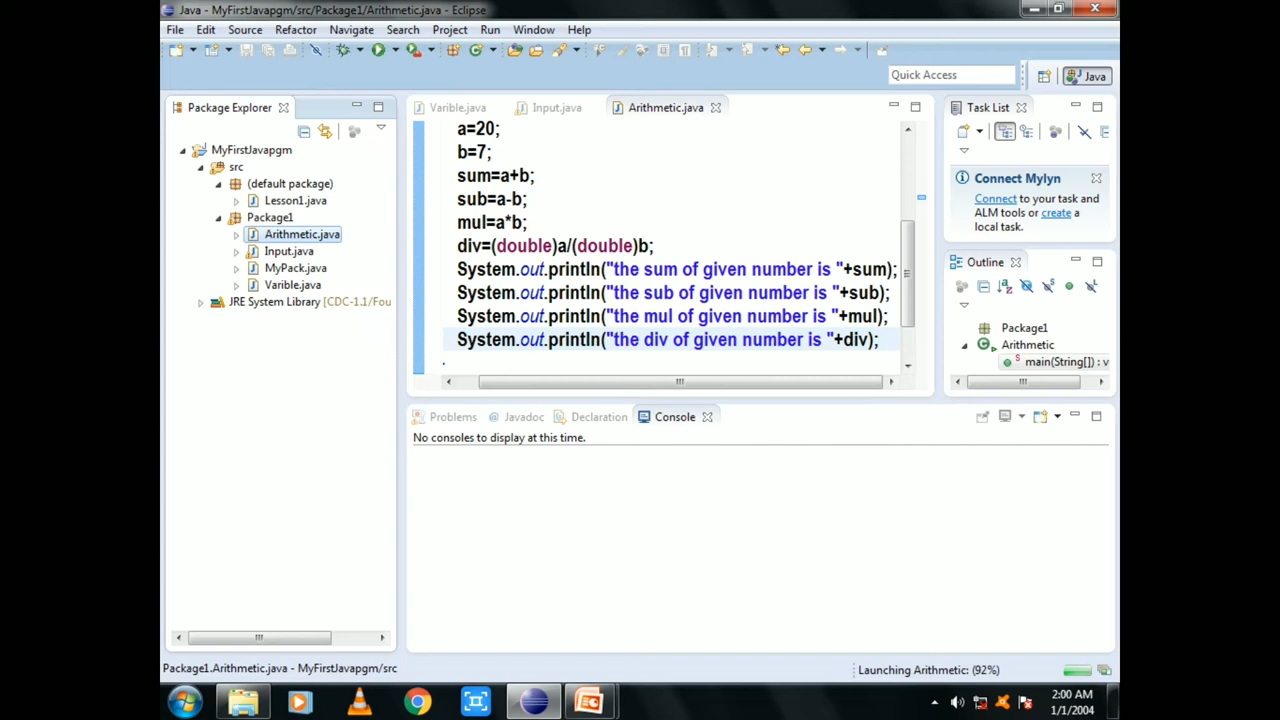 Java - MyFirstJavapgm/src/Package1/Arithmetic.java - Eclipse
File Edit Source Refactor Navigate Search Project Run Window Help
Quick Access
Java
Package Explorer
MyFirstJavapgm
src
(default package)
Lesson1.java
Package1
Arithmetic.java
Input.java
MyPack.java
Varible.java
JRE System Library [CDC-1.1/Fou
Varible.java Input.java Arithmetic.java
a=20;
b=7;
sum=a+b;
sub=a-b;
mul=a*b;
div=(double)a/(double)b;
System.out.println("the sum of given number is "+sum);
System.out.println("the sub of given number is "+sub);
System.out.println("the mul of given number is "+mul);
System.out.println("the div of given number is "+div);
Task List
Connect Mylyn
Connect to your task and
ALM tools or create a
local task.
Outline
Package1
Arithmetic
main(String[]) : v
Problems Javadoc Declaration Console
No consoles to display at this time.
Package1.Arithmetic.java - MyFirstJavapgm/src
Launching Arithmetic: (92%)
2:00 AM
1/1/2004